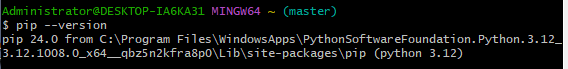 Administrator@DESKTOP-IA6KA31 MINGW64 ~ (master)
$ pip --version
pip 24.0 from C:\Program Files\WindowsApps\PythonSoftwareFoundation.Python.3.12_
3.12.1008.0_x64__qbz5n2kfra8p0\Lib\site-packages\pip (python 3.12)